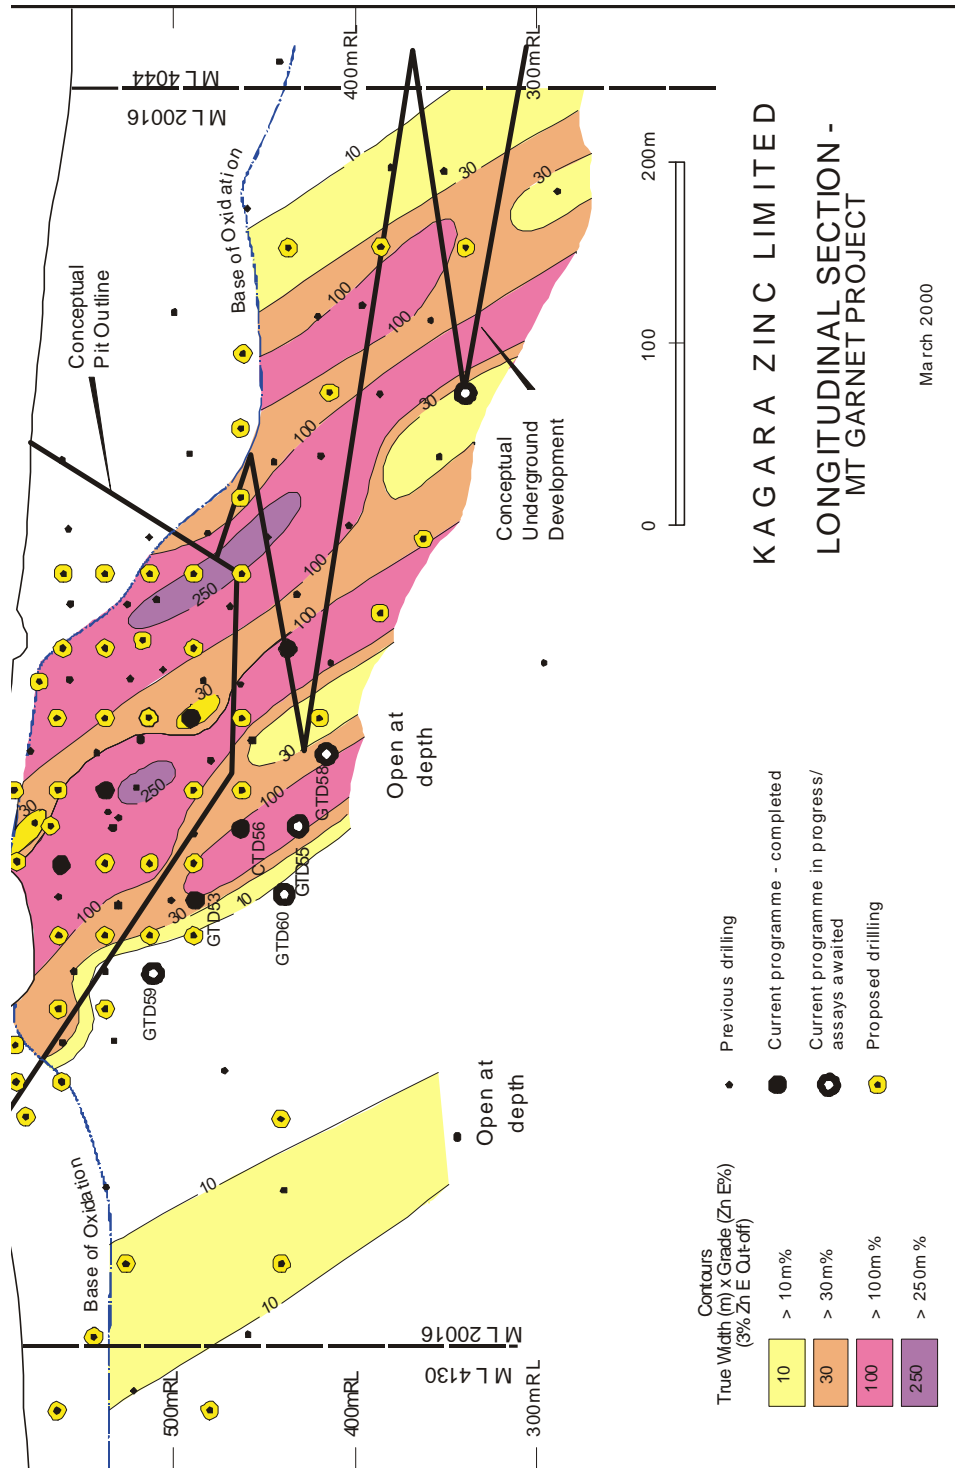 ML 4044
ML 20016
400mRL
300mRL
Base of Oxidation
10
30
30
Conceptual
Pit Outline
100
100
30
100
Conceptual
Underground
Development
250
100
100
30
250
30
30
100
100
30
10
Open at
depth
GTD58
CTD56
GTD55
GTD53
GTD60
GTD59
Open at
depth
Base of Oxidation
10
10
ML 20016
ML 4130
500mRL
400mRL
300mRL
0
100
200m
KAGARA ZINC LIMITED
LONGITUDINAL SECTION -
MT GARNET PROJECT
March 2000
Previous drilling
Current programme - completed
Current programme in progress/
assays awaited
Proposed drillling
Contours
True Width (m) x Grade (Zn E%)
(3% Zn E Cut-off)
10 > 10m%
30 > 30m%
100 > 100m%
250 > 250m%